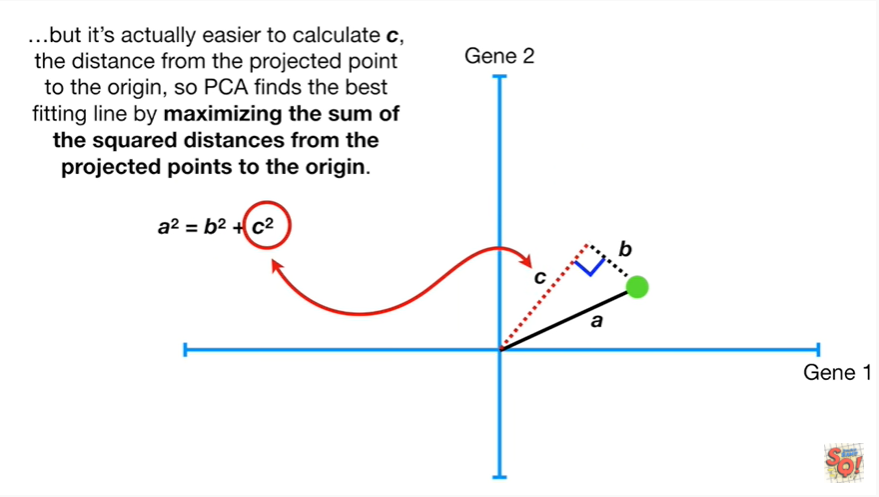 ...but it's actually easier to calculate c,
the distance from the projected point
to the origin, so PCA finds the best
fitting line by maximizing the sum of
the squared distances from the
projected points to the origin.
a² = b² + c²
Gene 2
b
c
a
Gene 1
SQ!